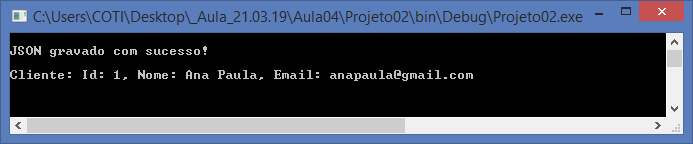 C:\Users\COTI\Desktop\_Aula_21.03.19\Aula04\Projeto02\bin\Debug\Projeto02.exe
JSON gravado com sucesso!
Cliente: Id: 1, Nome: Ana Paula, Email: anapaula@gmail.com